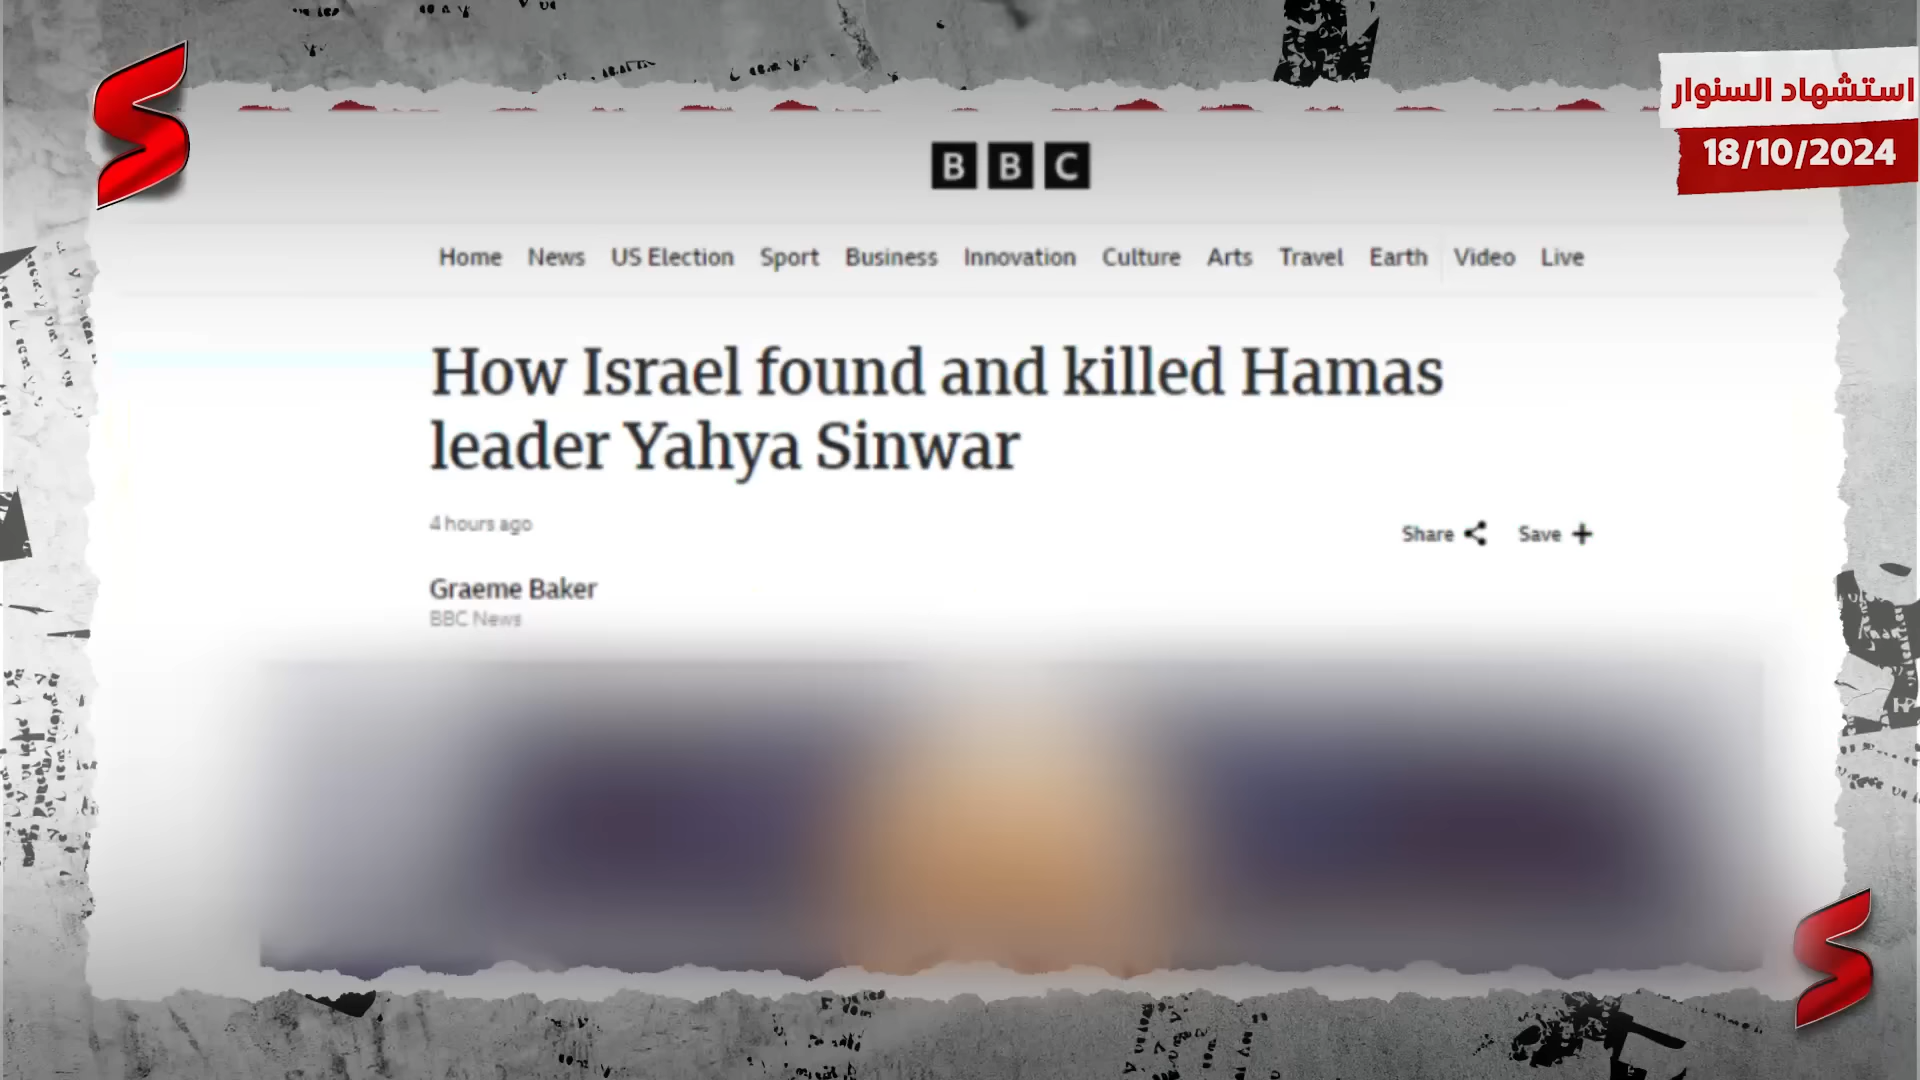 استشهاد السنوار
18/10/2024
BBC
Home News US Election Sport Business Innovation Culture Arts Travel Earth Video Live
How Israel found and killed Hamas
leader Yahya Sinwar
4 hours ago
Share Save
Graeme Baker
BBC News